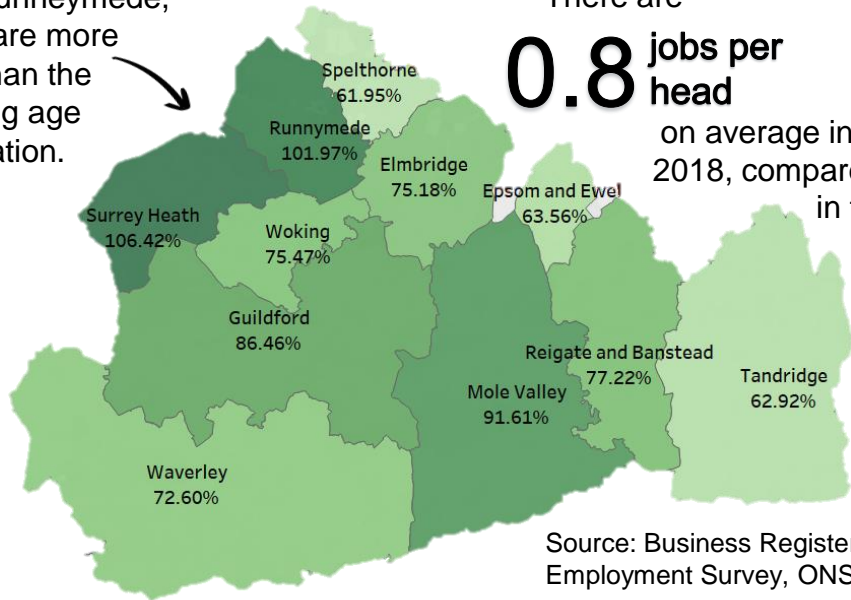 unneymede,
are more
an the
g age
ation.
There are
0.8 jobs per
head
on average in
2018, compare
in
Spelthorne
61.95%
Runnymede
101.97%
Elmbridge
75.18%
Epsom and Ewel
63.56%
Surrey Heath
106.42%
Woking
75.47%
Guildford
86.46%
Reigate and Banstead
77.22%
Mole Valley
91.61%
Tandridge
62.92%
Waverley
72.60%
Source: Business Register
Employment Survey, ONS